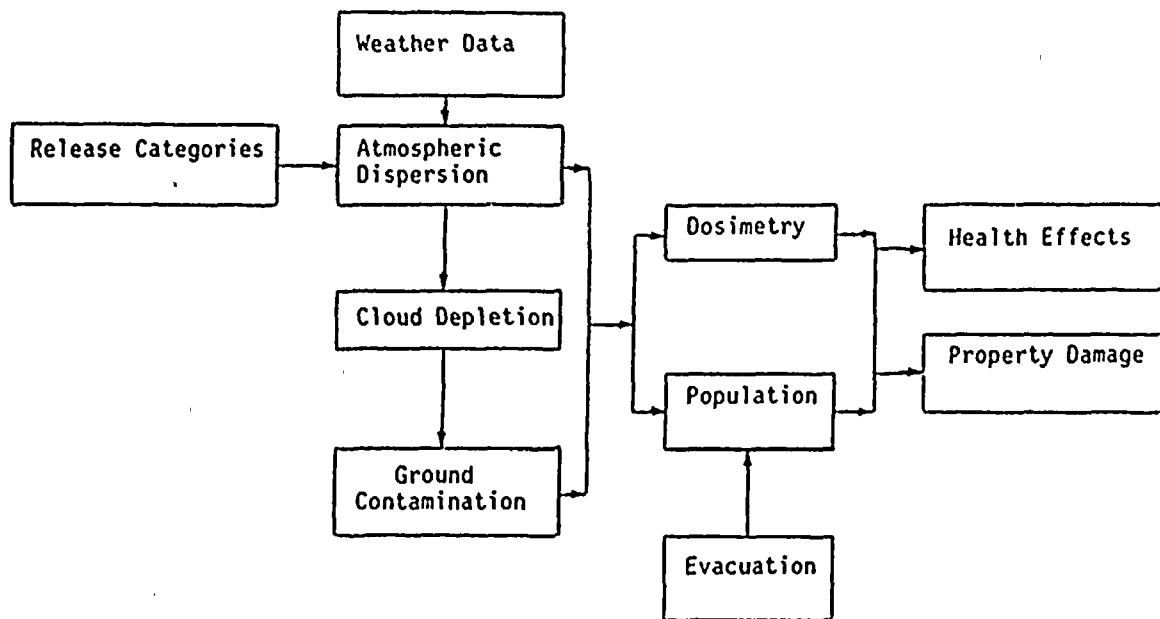 Weather Data
Release Categories
Atmospheric
Dispersion
Dosimetry
Health Effects
Cloud Depletion
Property Damage
Population
Ground
Contamination
Evacuation